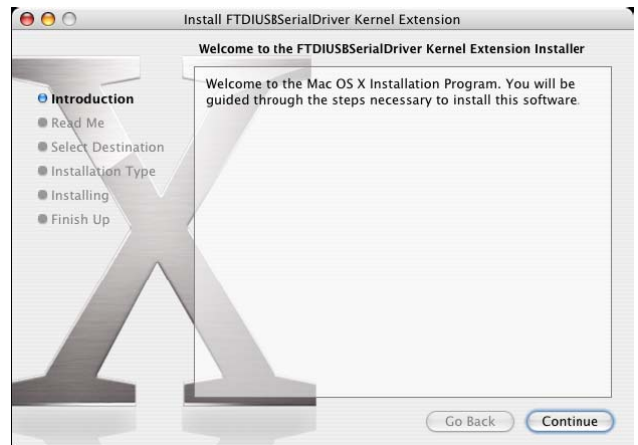 Install FTDIUSBSerialDriver Kernel Extension
Welcome to the FTDIUSBSerialDriver Kernel Extension Installer
Introduction
Read Me
Select Destination
Installation Type
Installing
Finish Up
Welcome to the Mac OS X Installation Program. You will be
guided through the steps necessary to install this software.
Go Back
Continue